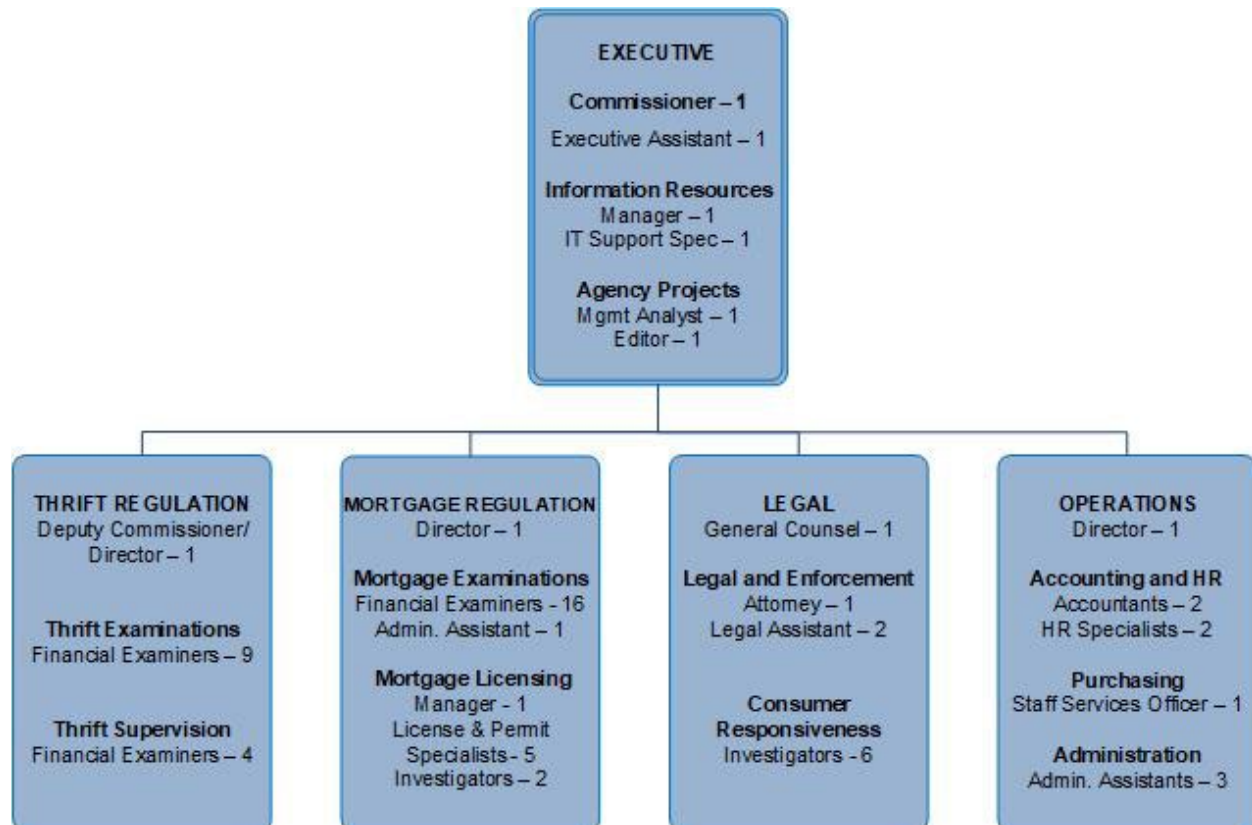 EXECUTIVE
Commissioner – 1
Executive Assistant – 1
Information Resources
Manager – 1
IT Support Spec – 1
Agency Projects
Mgmt Analyst – 1
Editor – 1
THRIFT REGULATION
Deputy Commissioner/
Director – 1
Thrift Examinations
Financial Examiners – 9
Thrift Supervision
Financial Examiners – 4
MORTGAGE REGULATION
Director – 1
Mortgage Examinations
Financial Examiners - 16
Admin. Assistant – 1
Mortgage Licensing
Manager - 1
License & Permit
Specialists - 5
Investigators – 2
LEGAL
General Counsel – 1
Legal and Enforcement
Attorney – 1
Legal Assistant – 2
Consumer
Responsiveness
Investigators - 6
OPERATIONS
Director – 1
Accounting and HR
Accountants – 2
HR Specialists – 2
Purchasing
Staff Services Officer – 1
Administration
Admin. Assistants – 3